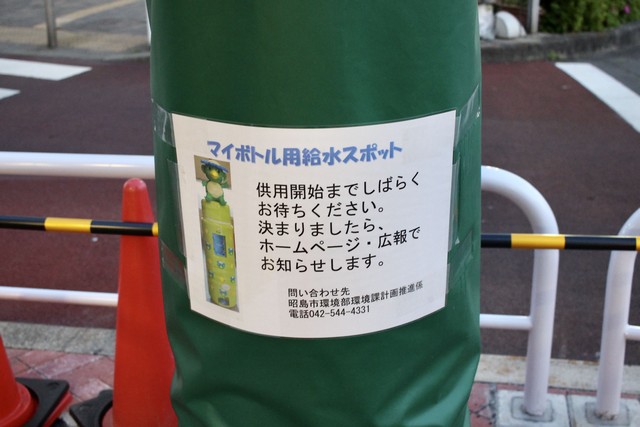 マイボトル用給水スポット
供用開始までしばらく
お待ちください。
決まりましたら、
ホームページ・広報で
お知らせします。
問い合わせ先
昭島市環境部環境課計画推進係
電話042-544-4331